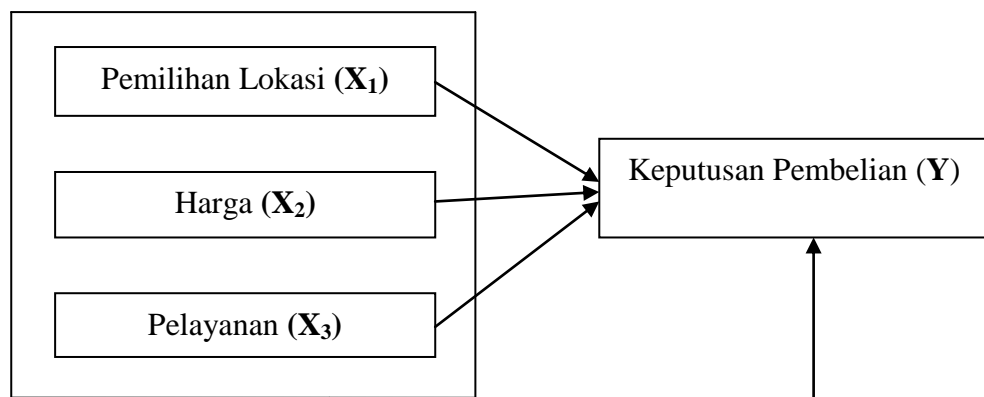 Pemilihan Lokasi (X₁)
Harga (X₂)
Pelayanan (X₃)
Keputusan Pembelian (Y)